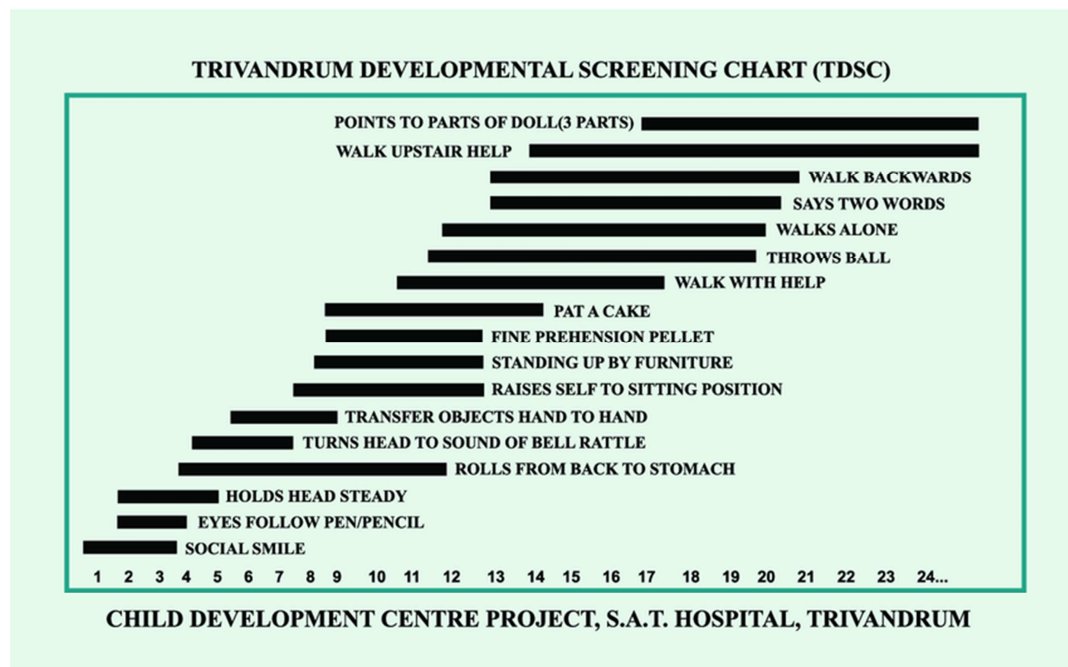 TRIVANDRUM DEVELOPMENTAL SCREENING CHART (TDSC)
POINTS TO PARTS OF DOLL(3 PARTS)
WALK UPSTAIR HELP
WALK BACKWARDS
SAYS TWO WORDS
WALKS ALONE
THROWS BALL
WALK WITH HELP
PAT A CAKE
FINE PREHENSION PELLET
STANDING UP BY FURNITURE
RAISES SELF TO SITTING POSITION
TRANSFER OBJECTS HAND TO HAND
TURNS HEAD TO SOUND OF BELL RATTLE
ROLLS FROM BACK TO STOMACH
HOLDS HEAD STEADY
EYES FOLLOW PEN/PENCIL
SOCIAL SMILE
1 2 3 4 5 6 7 8 9 10 11 12 13 14 15 16 17 18 19 20 21 22 23 24...
CHILD DEVELOPMENT CENTRE PROJECT, S.A.T. HOSPITAL, TRIVANDRUM